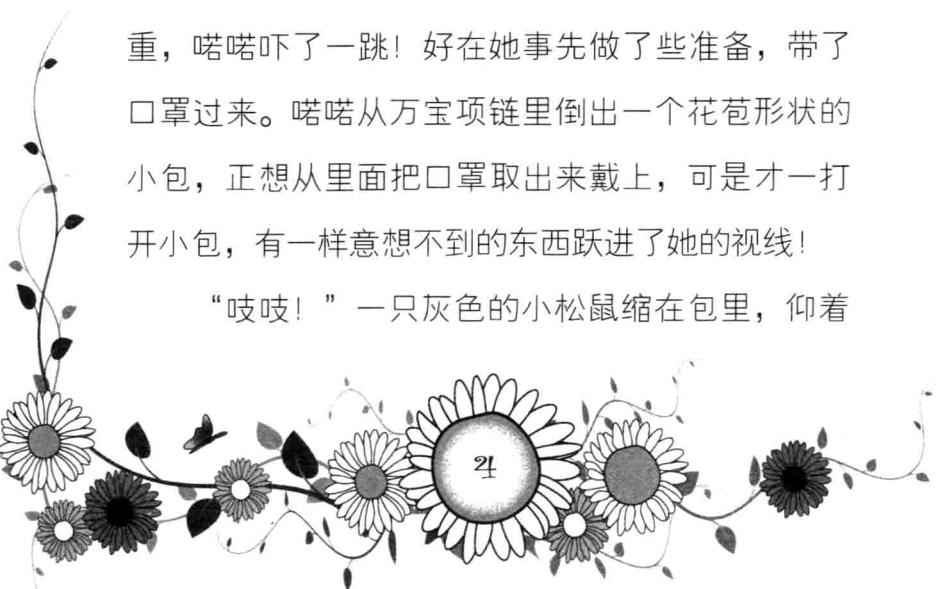 重，喏喏吓了一跳！好在她事先做了些准备，带了
口罩过来。喏喏从万宝项链里倒出一个花苞形状的
小包，正想从里面把口罩取出来戴上，可是才一打
开小包，有一样意想不到的东西跃进了她的视线！
“吱吱！”一只灰色的小松鼠缩在包里，仰着
4